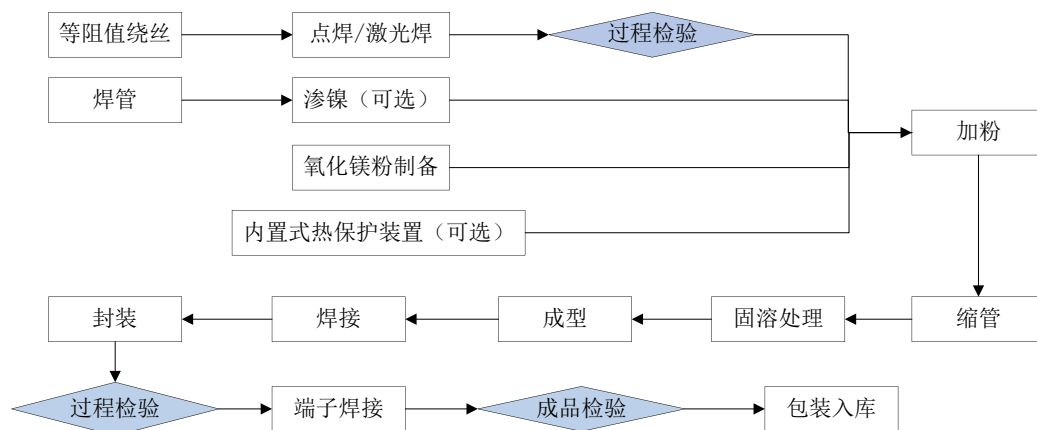 等阻值绕丝
点焊/激光焊
过程检验
焊管
渗镍（可选）
加粉
氧化镁粉制备
内置式热保护装置（可选）
封装
焊接
成型
固溶处理
缩管
过程检验
端子焊接
成品检验
包装入库